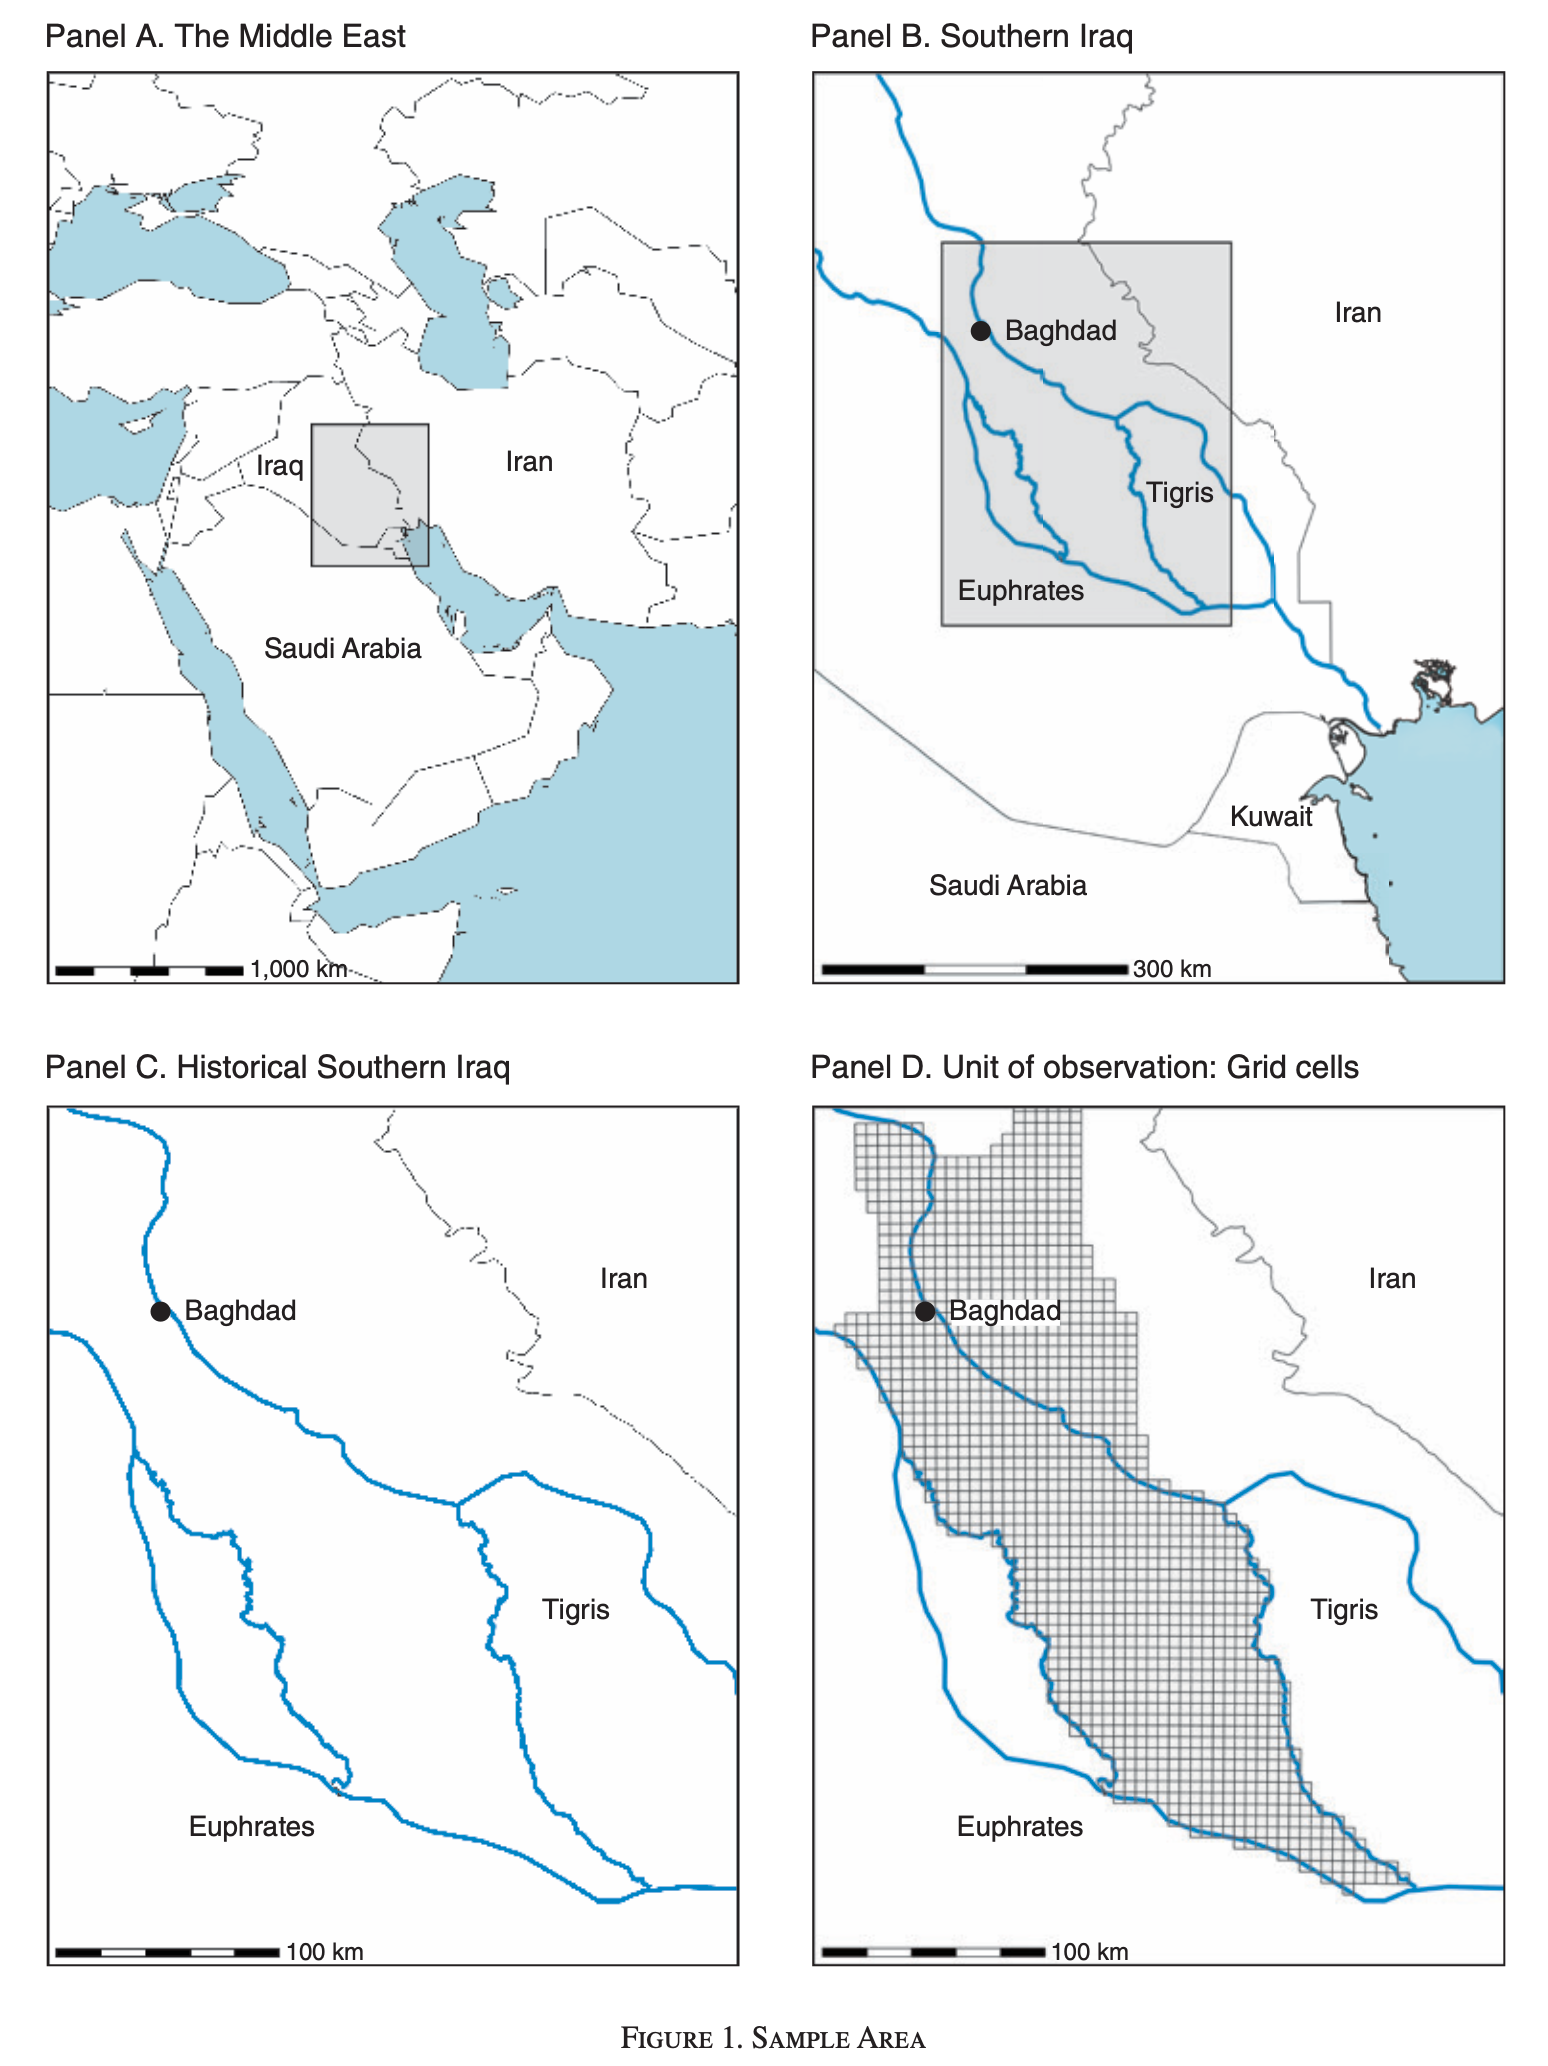 Panel A. The Middle East
Iraq
Iran
Saudi Arabia
1,000 km
Panel B. Southern Iraq
Baghdad
Iran
Tigris
Euphrates
Kuwait
Saudi Arabia
300 km
Panel C. Historical Southern Iraq
Iran
Baghdad
Tigris
Euphrates
100 km
Panel D. Unit of observation: Grid cells
Iran
Baghdad
Tigris
Euphrates
100 km
FIGURE 1. SAMPLE AREA